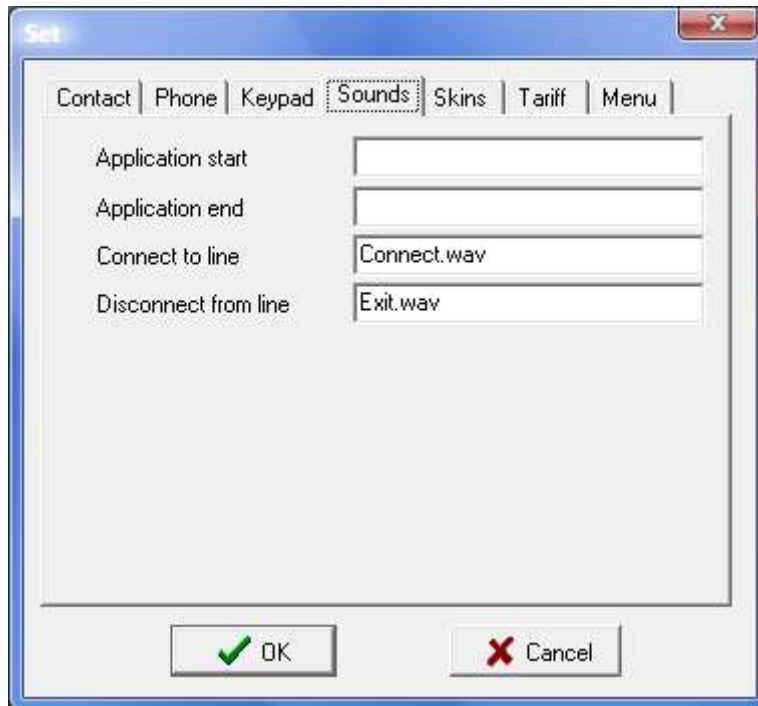 Set
Contact Phone Keypad Sounds Skins Tariff Menu
Application start
Application end
Connect to line Connect.wav
Disconnect from line Exit.wav
OK Cancel